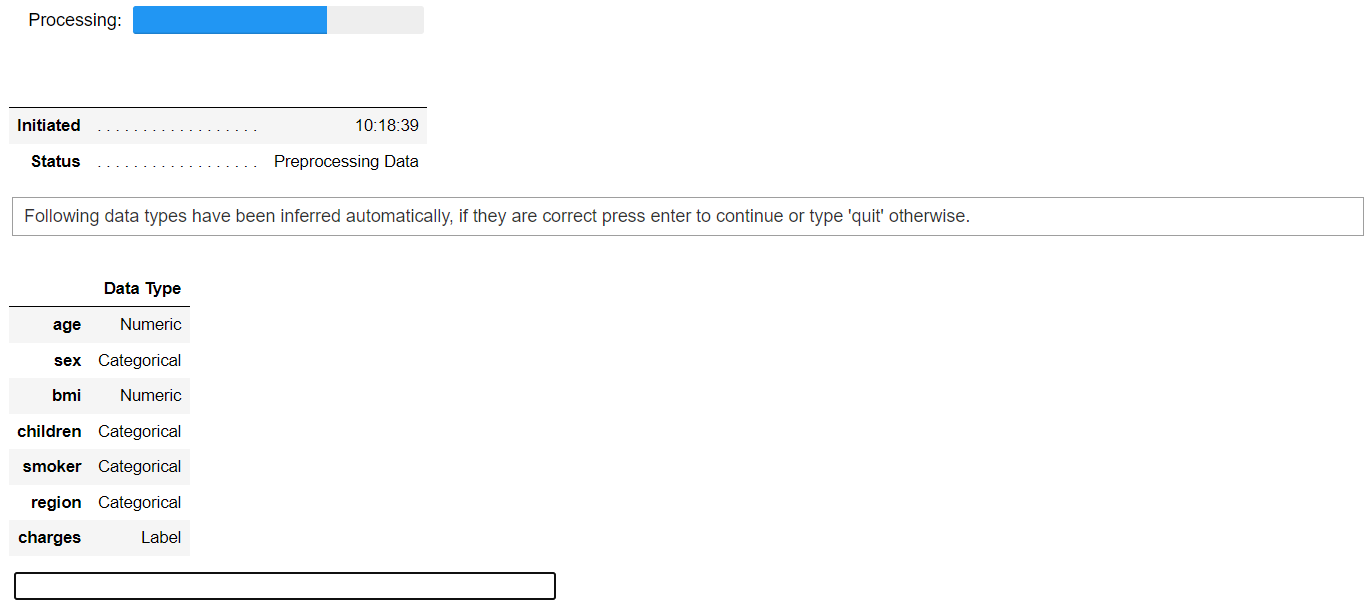 Processing:
Initiated . . . . . . . . . . . . . . . . . . 10:18:39
Status . . . . . . . . . . . . . . . . . . Preprocessing Data
Following data types have been inferred automatically, if they are correct press enter to continue or type 'quit' otherwise.
Data Type
age Numeric
sex Categorical
bmi Numeric
children Categorical
smoker Categorical
region Categorical
charges Label